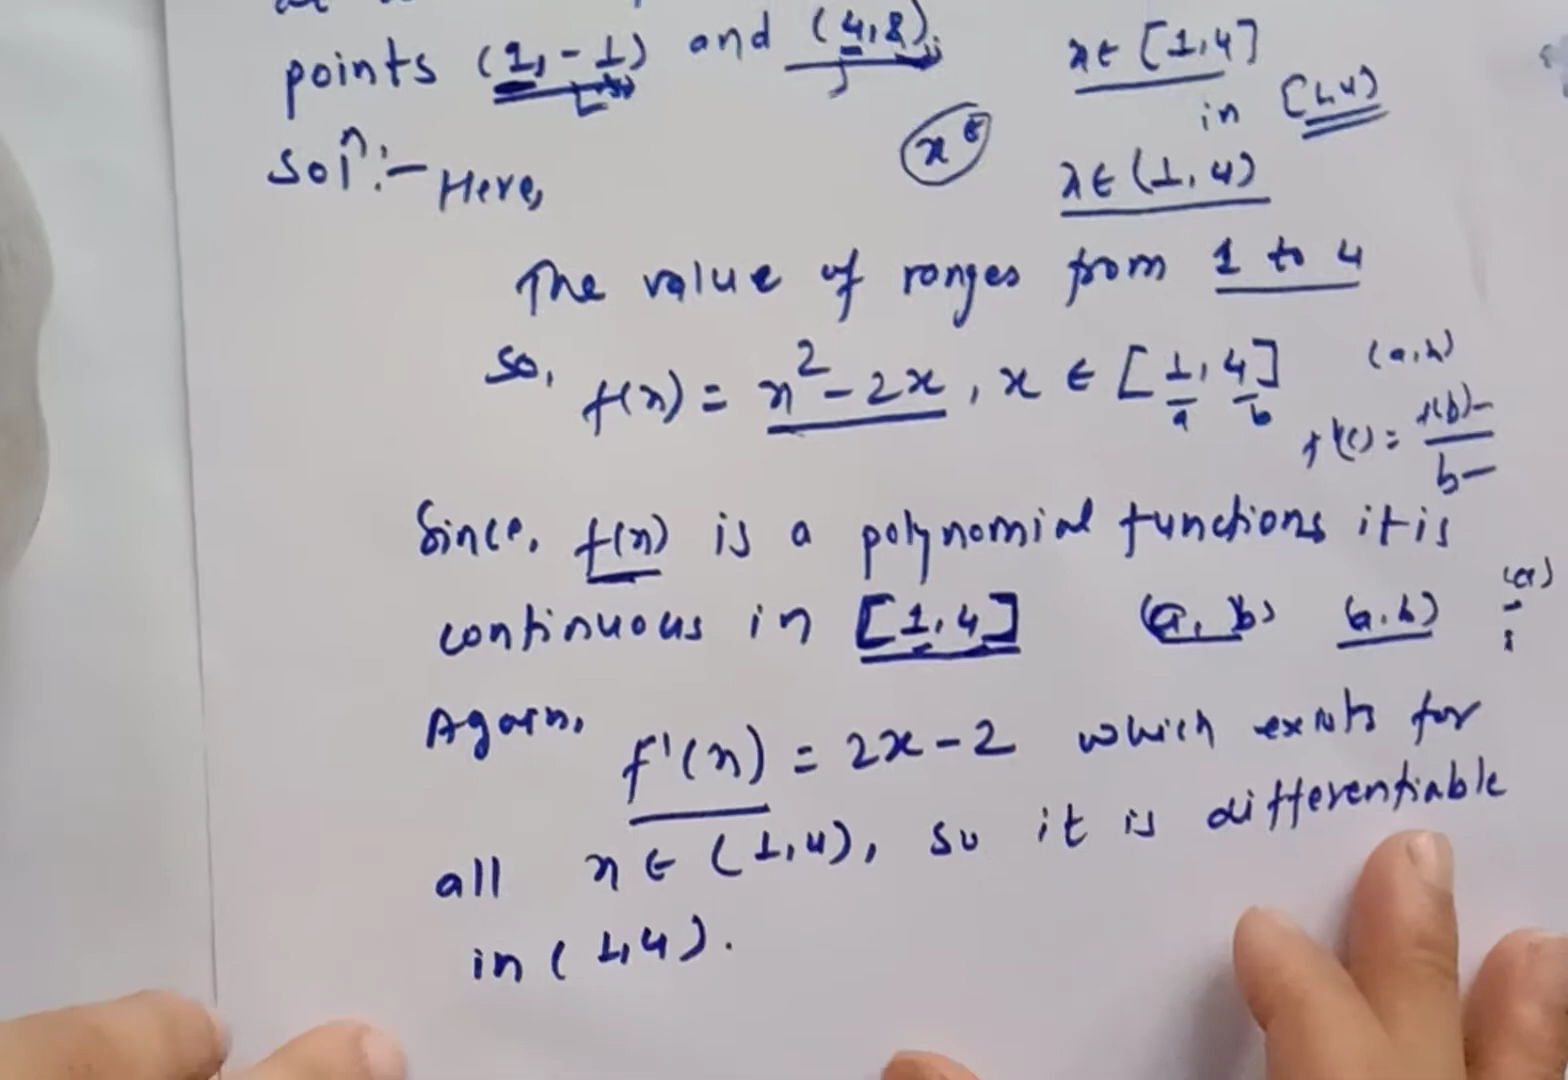 points (1, -1) and (4,8).
x ∈ [1,4]
in [1,4)
x ∈
solⁿ:- Here,
x ∈ (1,4)
The value of ranges from 1 to 4
so, f(x) = x² - 2x, x ∈ [1,4]
a b
(a,b)
f'(c) = f(b)-
b-
Since, f(x) is a polynomial functions it is
continuous in [1,4] (a, b) (a,b)
(a)
Again,
f'(x) = 2x - 2 which exists for
all x ∈ (1,4), so it is differentiable
in (1,4).